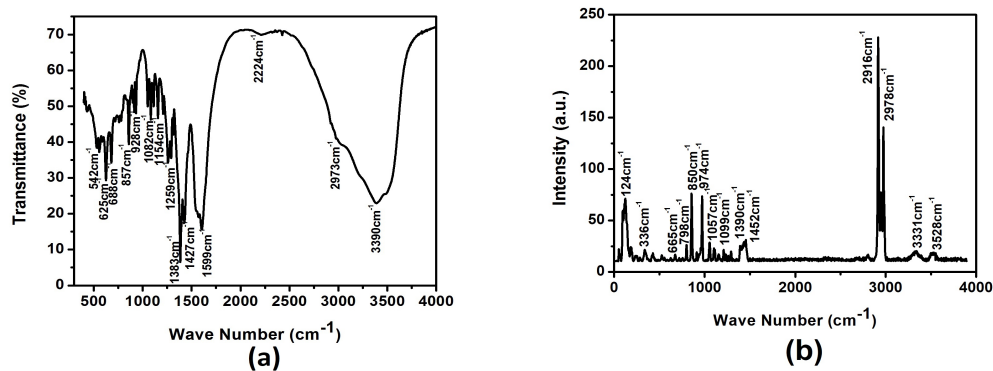 70
60
50
40
30
20
10
0
Transmittance (%)
542cm-1
625cm-1
688cm-1
857cm-1
928cm-1
1082cm-1
1154cm-1
1259cm-1
1383cm-1
1427cm-1
1599cm-1
2224cm-1
2973cm-1
3390cm-1
500 1000 1500 2000 2500 3000 3500 4000
Wave Number (cm-1)
(a)
250
200
150
100
50
0
Intensity (a.u.)
124cm-1
336cm-1
665cm-1
798cm-1
850cm-1
974cm-1
1057cm-1
1099cm-1
1390cm-1
1452cm-1
2916cm-1
2978cm-1
3331cm-1
3528cm-1
0 1000 2000 3000 4000
Wave Number (cm-1)
(b)